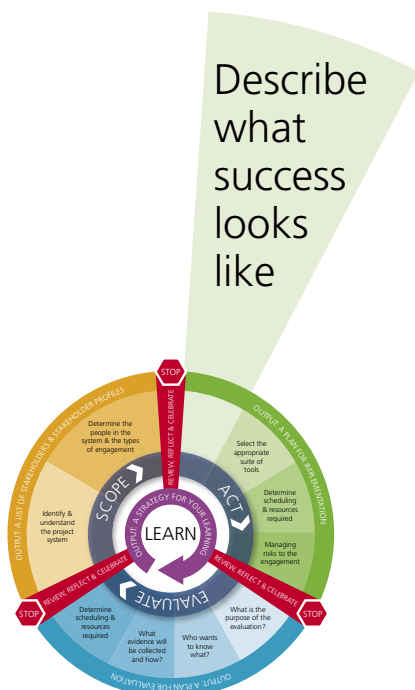 Describe
what
success
looks
like
STOP
REVIEW, REFLECT & CELEBRATE
OUTPUT: A LIST OF STAKEHOLDERS & STAKEHOLDER PROFILES
Determine the
people in the
system & the types
of engagement
Identify &
understand
the project
system
SCOPE
OUTPUT: A PLAN FOR IMPLEMENTATION
Select the
appropriate
suite of
tools
Determine
scheduling &
resources
required
Managing
risks to the
engagement
ACT
OUTPUT: A STRATEGY FOR YOUR LEARNING
LEARN
REVIEW, REFLECT & CELEBRATE
STOP
REVIEW, REFLECT & CELEBRATE
STOP
EVALUATE
What is the
purpose of the
evaluation?
Who wants
to know
what?
What
evidence will
be collected
and how?
Determine
scheduling &
resources
required
OUTPUT: A PLAN FOR EVALUATION